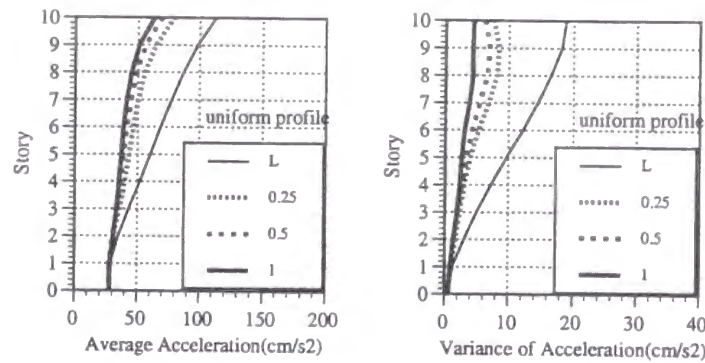 10
9
8
7
6
5
4
3
2
1
0
Story
uniform profile
L
0.25
0.5
1
0 50 100 150 200
Average Acceleration(cm/s2)
10
9
8
7
6
5
4
3
2
1
0
Story
uniform profile
L
0.25
0.5
1
0 10 20 30 40
Variance of Acceleration(cm/s2)